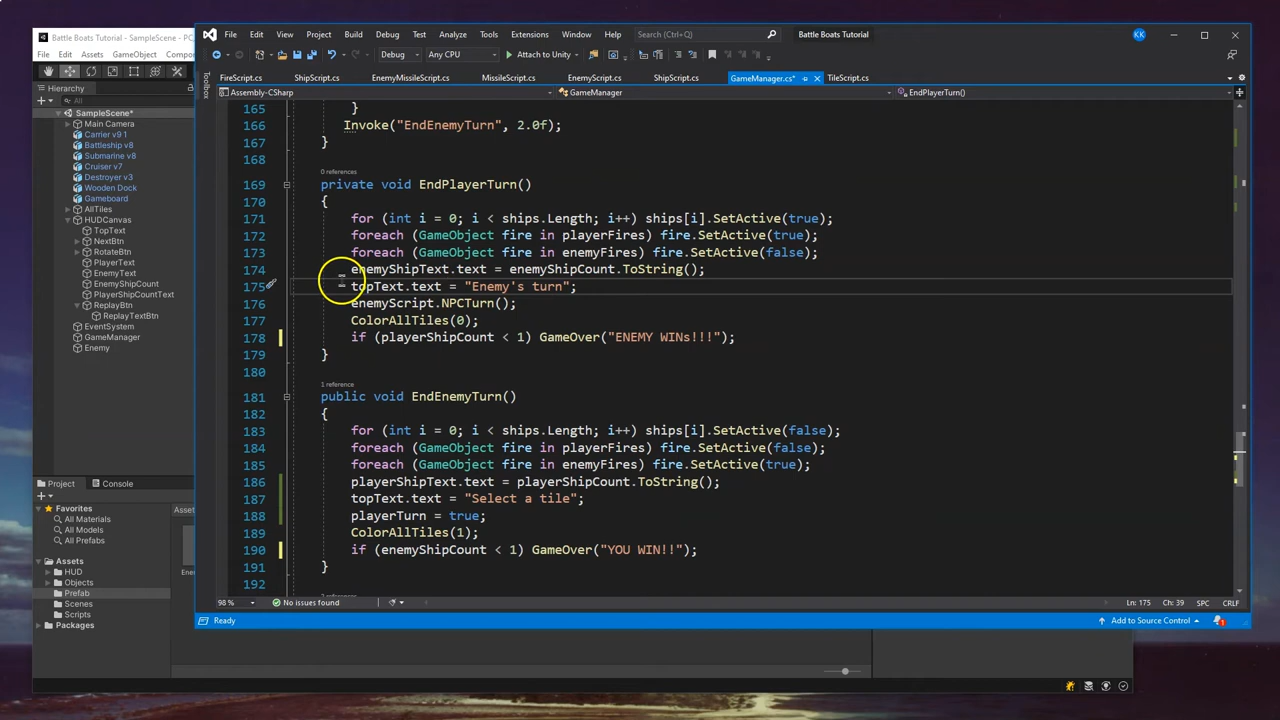 Battle Boats Tutorial - SampleScene - PC
File Edit Assets GameObject Compon
Hierarchy
All
SampleScene*
Main Camera
Carrier v9 1
Battleship v8
Submarine v8
Cruiser v7
Destroyer v3
Wooden Dock
Gameboard
AllTiles
HUDCanvas
TopText
NextBtn
RotateBtn
PlayerText
EnemyText
EnemyShipCount
PlayerShipCountText
ReplayBtn
ReplayTextBtn
EventSystem
GameManager
Enemy
Project Console
Favorites
All Materials
All Models
All Prefabs
Assets
HUD
Objects
Prefab
Scenes
Scripts
Packages
Asset
Ene
File Edit View Project Build Debug Test Analyze Tools Extensions Window Help Search (Ctrl+Q) Battle Boats Tutorial KK
Debug Any CPU Attach to Unity
Toolbox
FireScript.cs ShipScript.cs EnemyMissileScript.cs MissileScript.cs EnemyScript.cs ShipScript.cs GameManager.cs* TileScript.cs
Assembly-CSharp GameManager EndPlayerTurn()
165 }
166 Invoke("EndEnemyTurn", 2.0f);
167 }
168
0 references
169 private void EndPlayerTurn()
170 {
171 for (int i = 0; i < ships.Length; i++) ships[i].SetActive(true);
172 foreach (GameObject fire in playerFires) fire.SetActive(true);
173 foreach (GameObject fire in enemyFires) fire.SetActive(false);
174 enemyShipText.text = enemyShipCount.ToString();
175 topText.text = "Enemy's turn";
176 enemyScript.NPCTurn();
177 ColorAllTiles(0);
178 if (playerShipCount < 1) GameOver("ENEMY WINs!!!");
179 }
180
1 reference
181 public void EndEnemyTurn()
182 {
183 for (int i = 0; i < ships.Length; i++) ships[i].SetActive(false);
184 foreach (GameObject fire in playerFires) fire.SetActive(false);
185 foreach (GameObject fire in enemyFires) fire.SetActive(true);
186 playerShipText.text = playerShipCount.ToString();
187 topText.text = "Select a tile";
188 playerTurn = true;
189 ColorAllTiles(1);
190 if (enemyShipCount < 1) GameOver("YOU WIN!!");
191 }
192
98 % No issues found Ln: 175 Ch: 39 SPC CRLF
Ready Add to Source Control 1